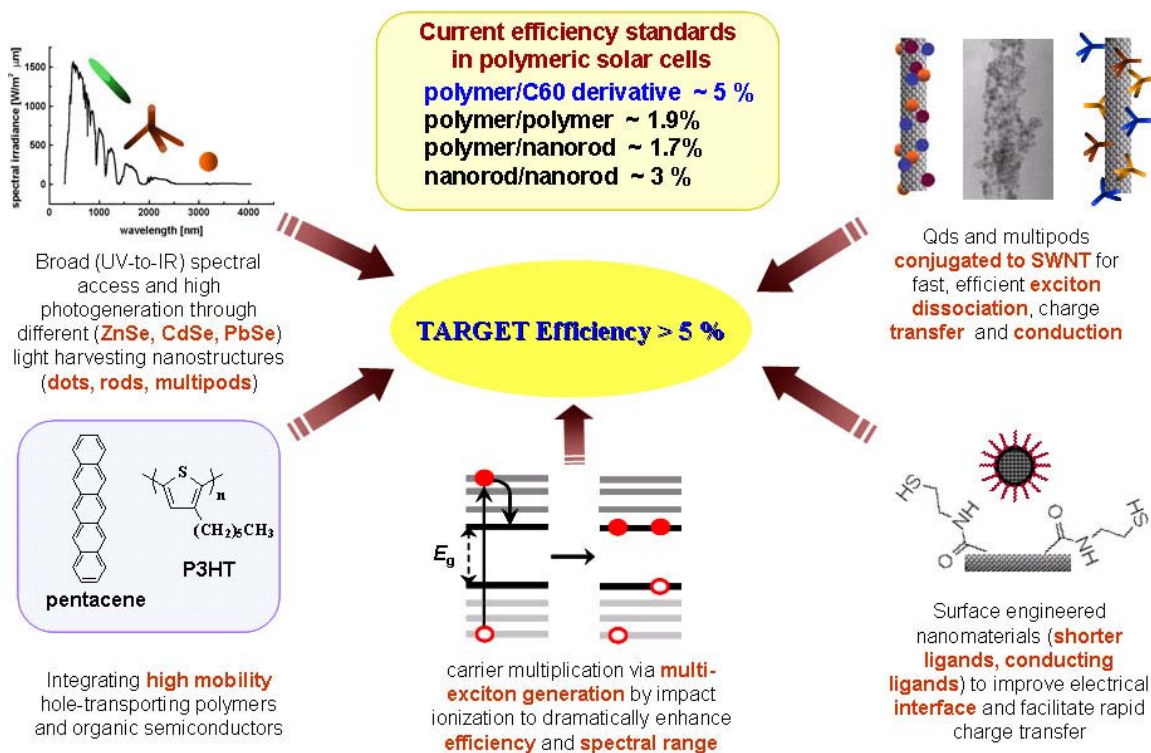 Current efficiency standards
in polymeric solar cells
polymer/C60 derivative ~ 5 %
polymer/polymer ~ 1.9%
polymer/nanorod ~ 1.7%
nanorod/nanorod ~ 3 %
spectral irradiance [W/m² µm]
1500
1000
500
0
0
1000
2000
3000
4000
wavelength [nm]
Broad (UV-to-IR) spectral
access and high
photogeneration through
different (ZnSe, CdSe, PbSe)
light harvesting nanostructures
(dots, rods, multipods)
TARGET Efficiency > 5 %
Qds and multipods
conjugated to SWNT for
fast, efficient exciton
dissociation, charge
transfer and conduction
S
n
(CH2)5CH3
P3HT
pentacene
Integrating high mobility
hole-transporting polymers
and organic semiconductors
Eg
carrier multiplication via multi-
exciton generation by impact
ionization to dramatically enhance
efficiency and spectral range
HS
NH
O
O
NH
SH
Surface engineered
nanomaterials (shorter
ligands, conducting
ligands) to improve electrical
interface and facilitate rapid
charge transfer